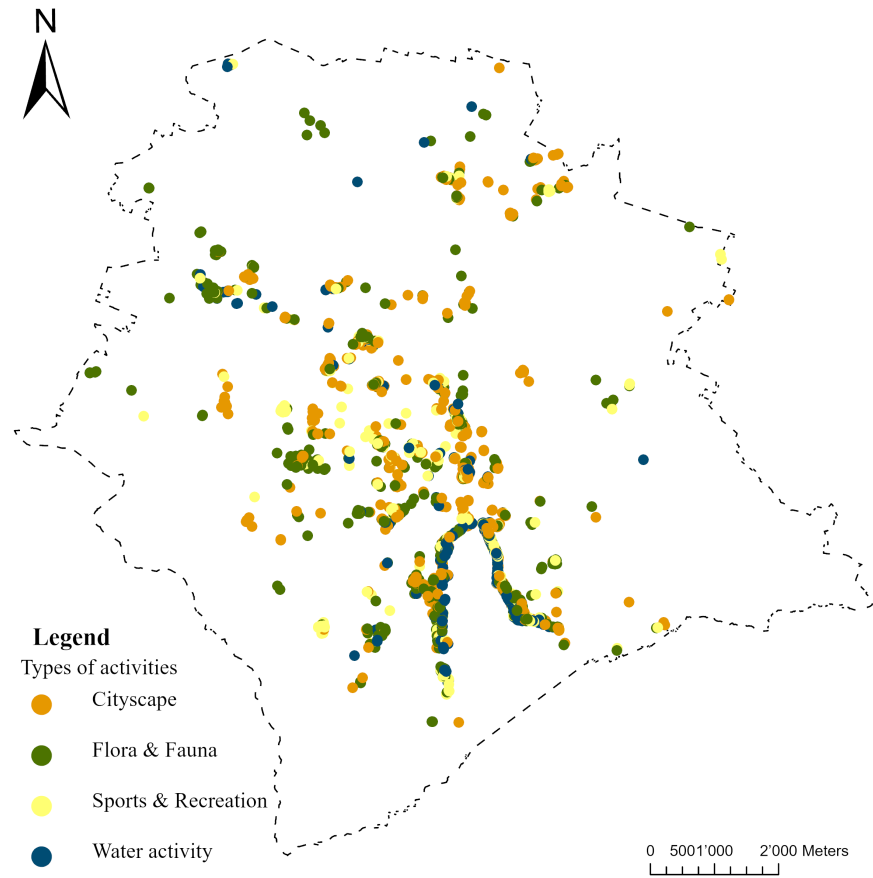 N
Legend
Types of activities
Cityscape
Flora & Fauna
Sports & Recreation
Water activity
0 5001'000 2'000 Meters